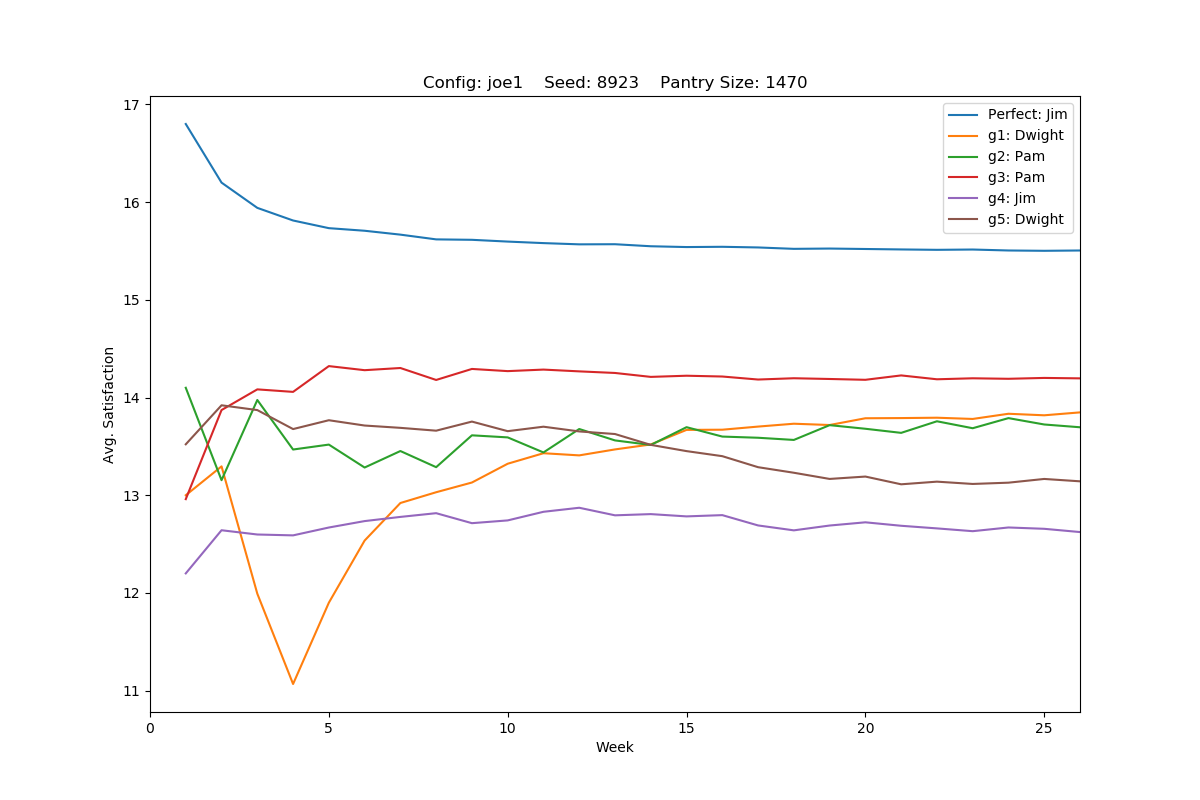 Config: joe1    Seed: 8923    Pantry Size: 1470
Perfect: Jim
g1: Dwight
g2: Pam
g3: Pam
g4: Jim
g5: Dwight
Avg. Satisfaction
17
16
15
14
13
12
11
0 5 10 15 20 25
Week